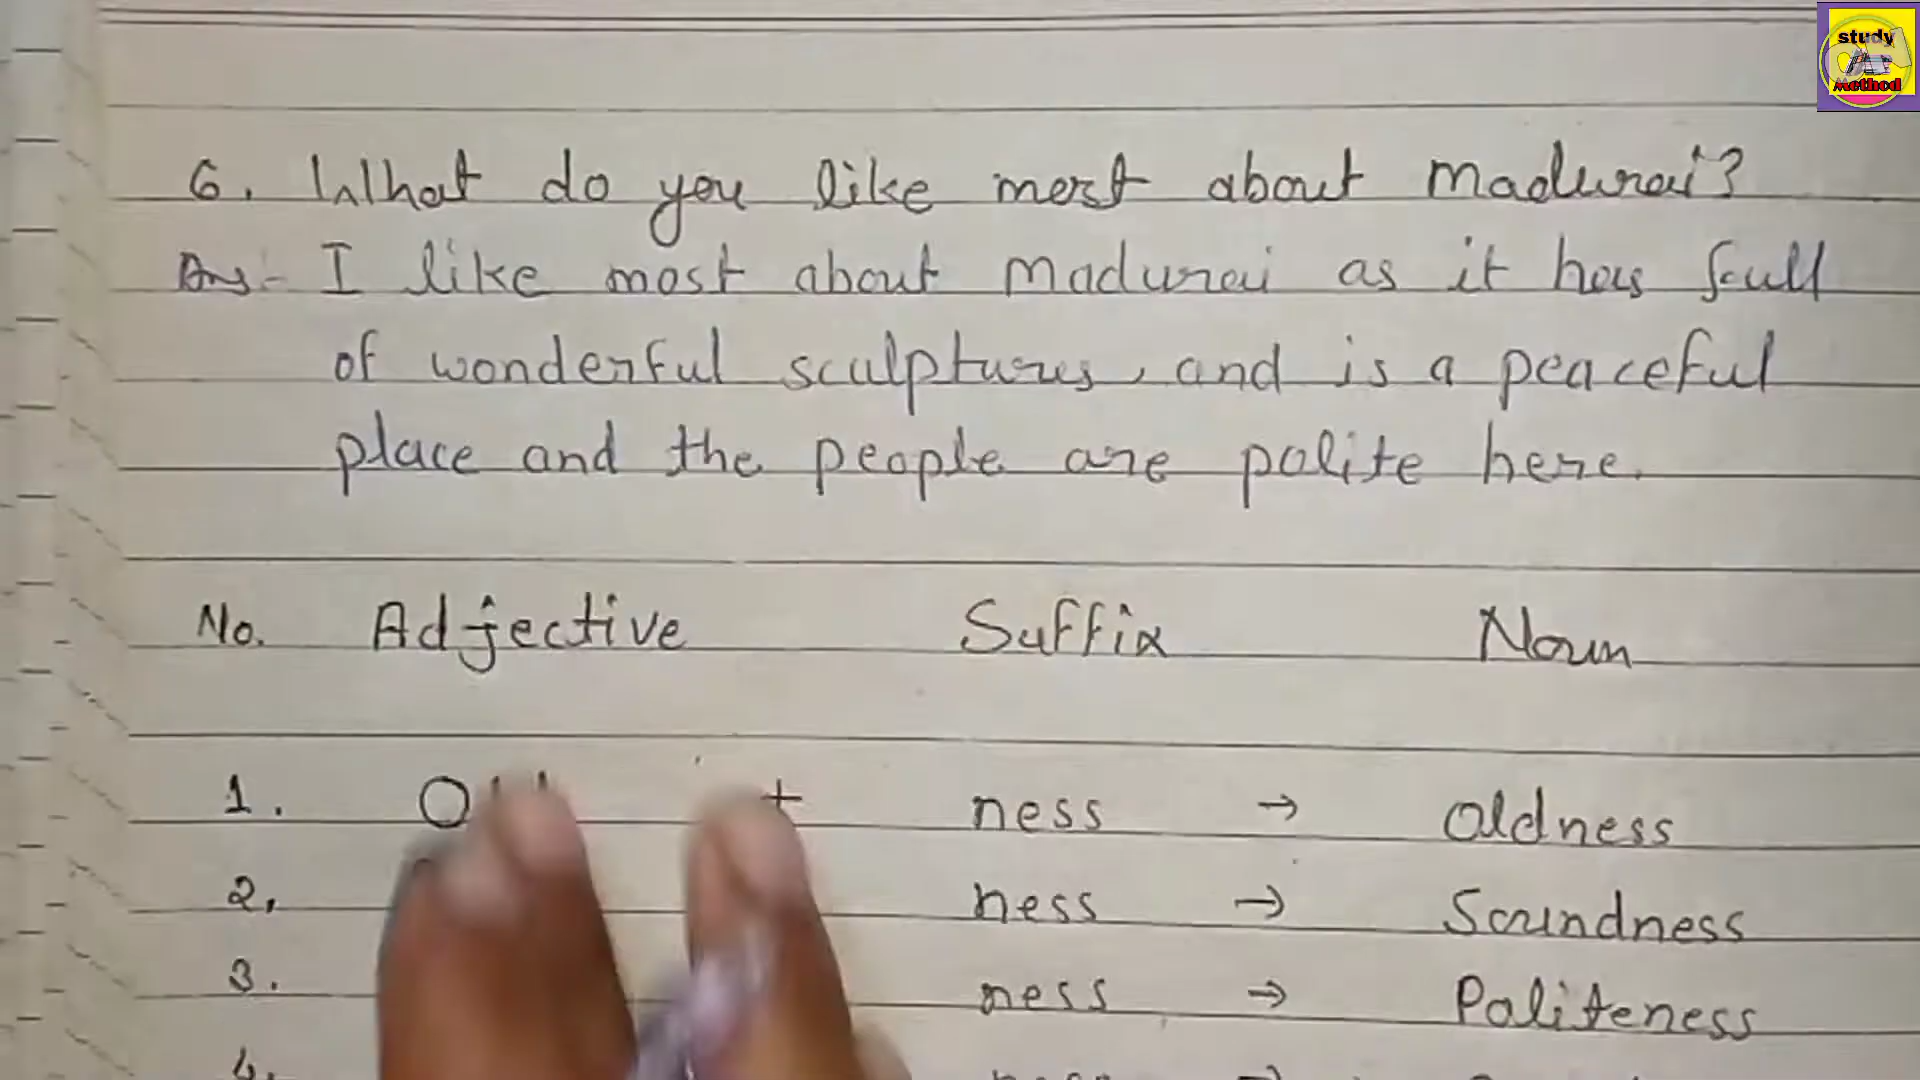 study
Method
6. What do you like most about Madurai?
Ans:- I like most about Madurai as it has full
of wonderful sculptures, and is a peaceful
place and the people are polite here.
No. Adjective Suffix Noun
1. + ness → Oldness
2. ness → Soundness
3. ness → Politeness
4. ness →